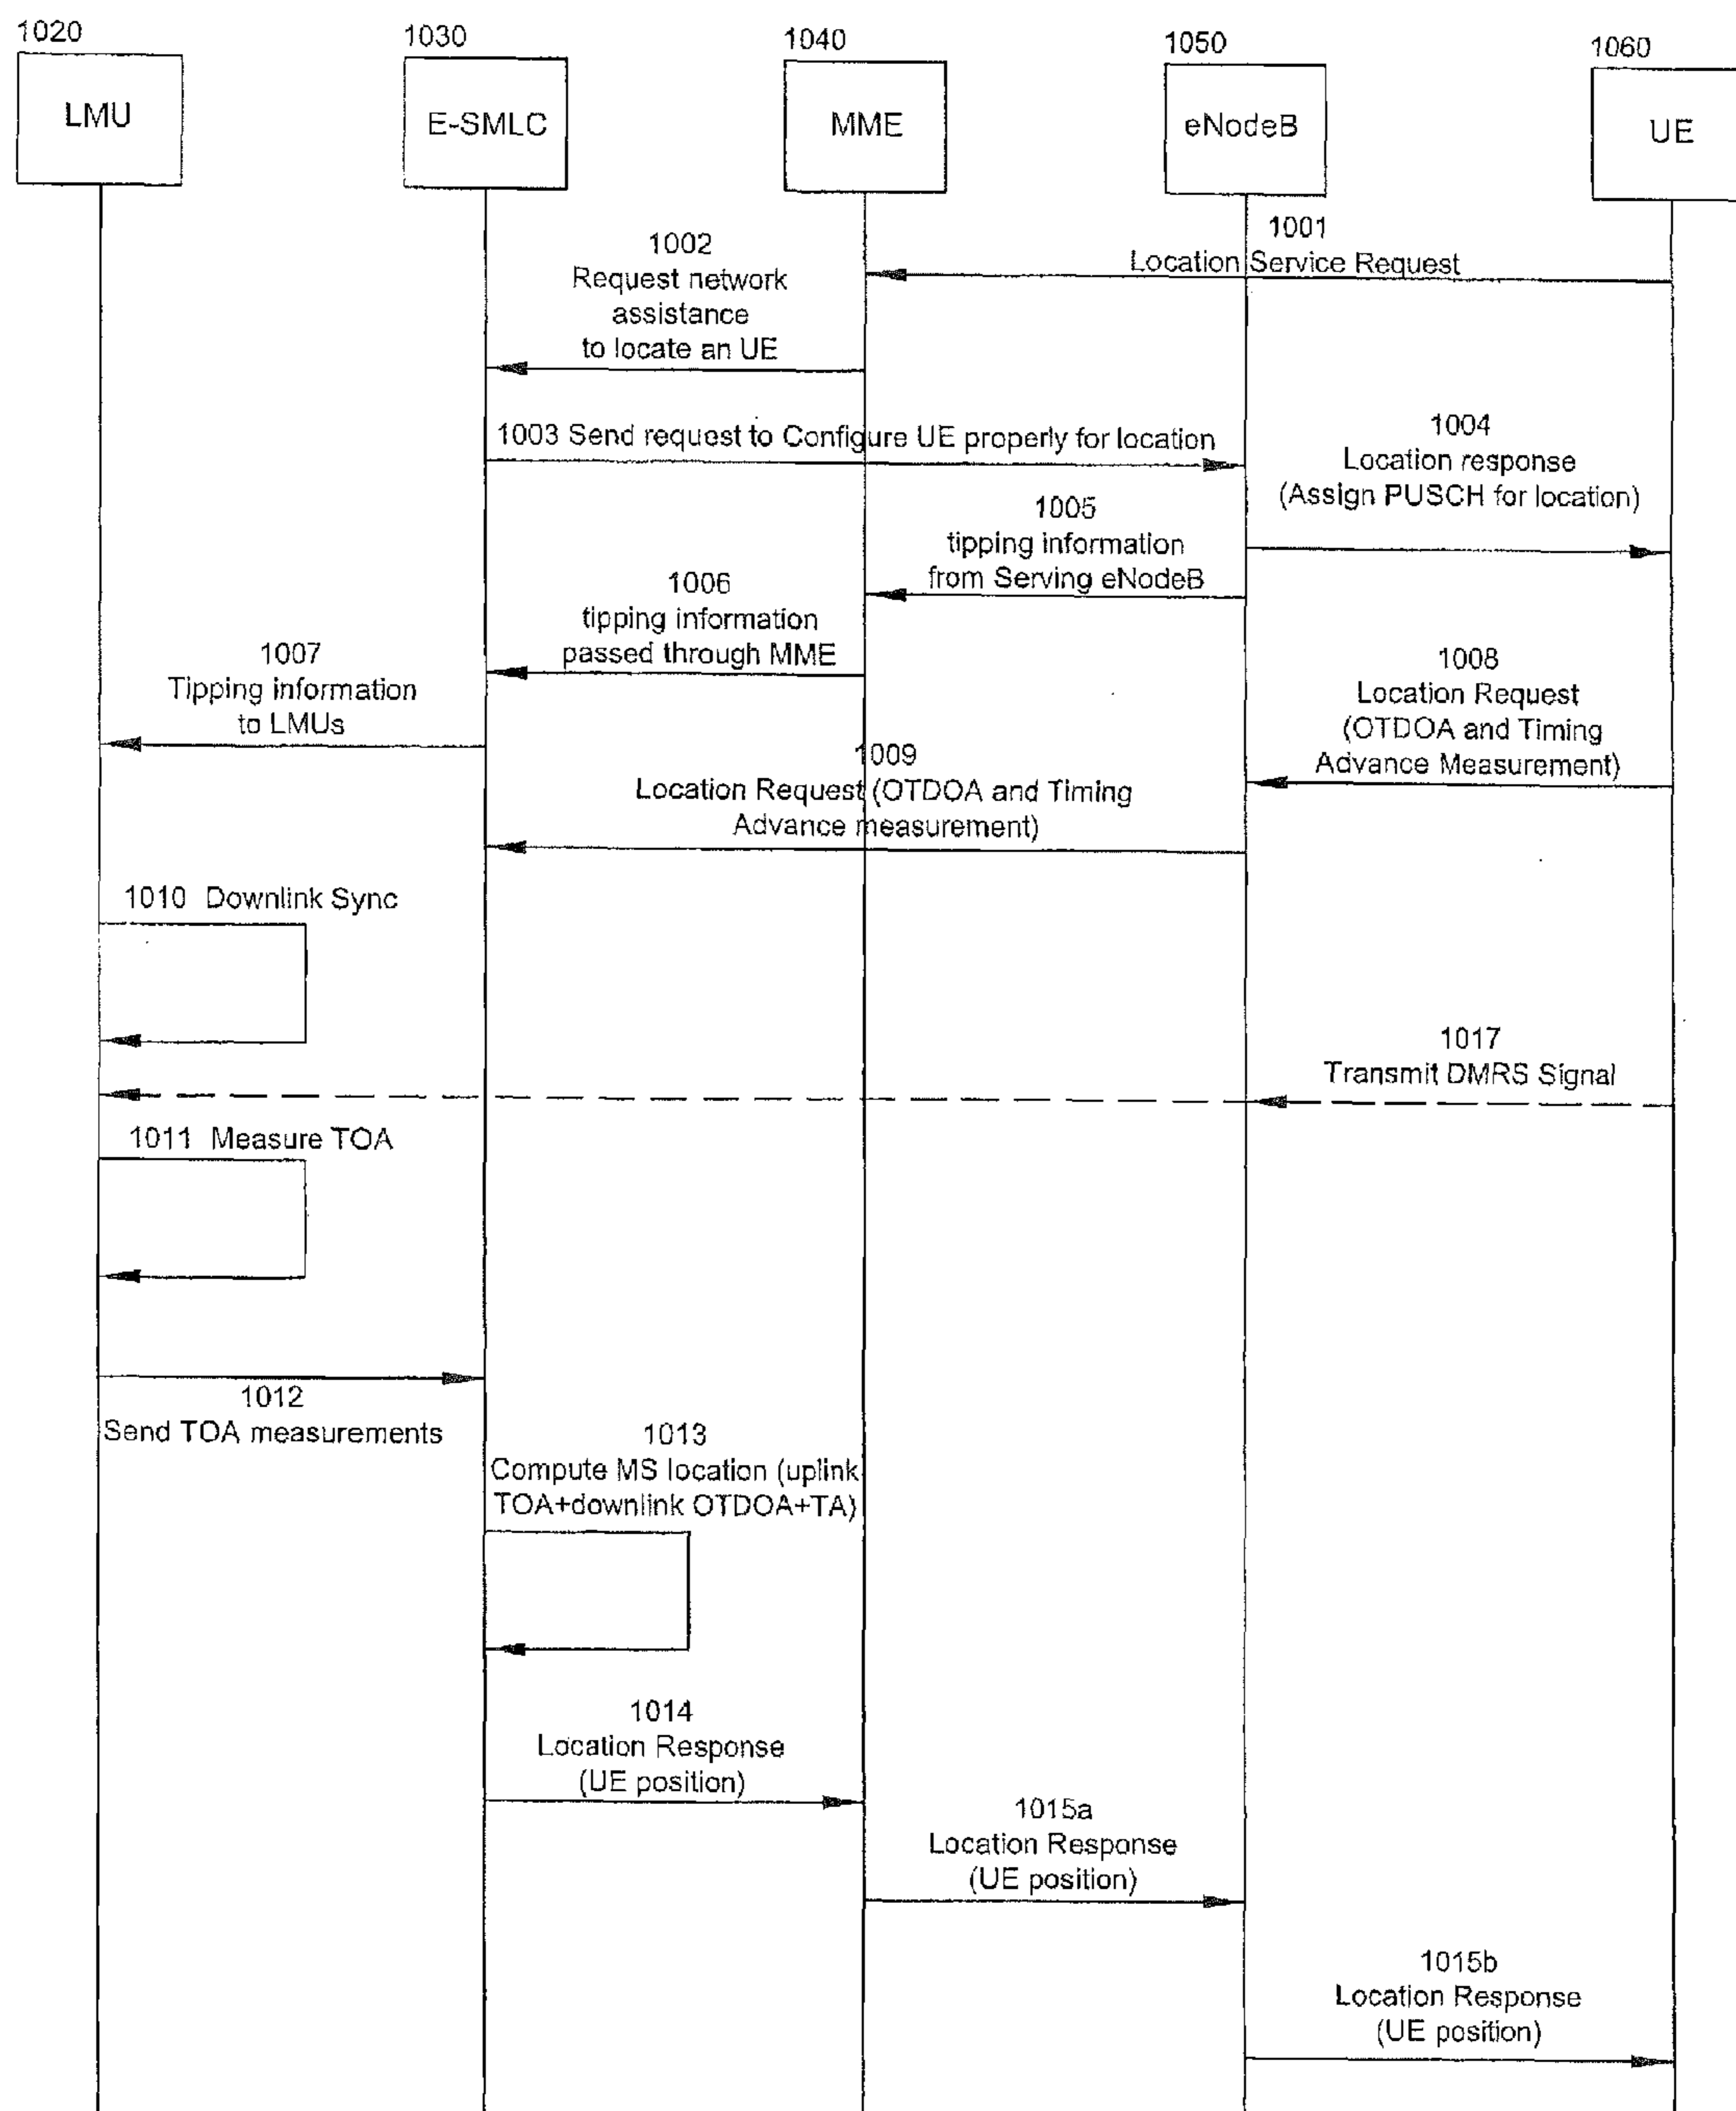 1020
LMU
1030
E-SMLC
1040
MME
1050
eNodeB
1060
UE
1001
Location Service Request
1002
Request network
assistance
to locate an UE
1003 Send request to Configure UE properly for location
1004
Location response
(Assign PUSCH for location)
1005
tipping information
from Serving eNodeB
1006
tipping information
passed through MME
1007
Tipping information
to LMUs
1008
Location Request
(OTDOA and Timing
Advance Measurement)
1009
Location Request (OTDOA and Timing
Advance measurement)
1010 Downlink Sync
1017
Transmit DMRS Signal
1011 Measure TOA
1012
Send TOA measurements
1013
Compute MS location (uplink
TOA+downlink OTDOA+TA)
1014
Location Response
(UE position)
1015a
Location Response
(UE position)
1015b
Location Response
(UE position)